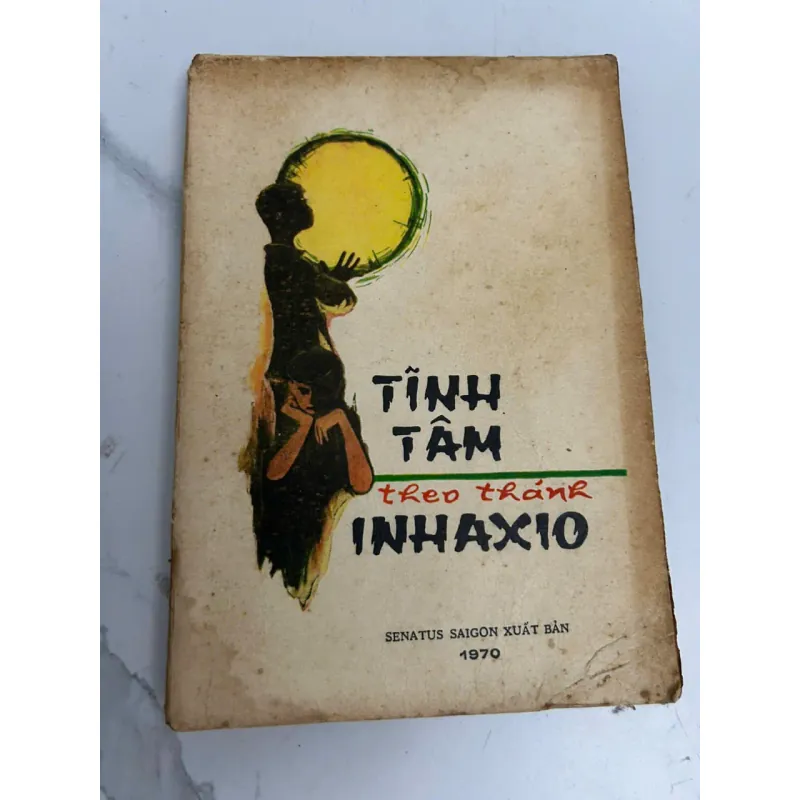 TĨNH
TÂM
theo thánh
INHAXIO
SENATUS SAIGON XUẤT BẢN
1970